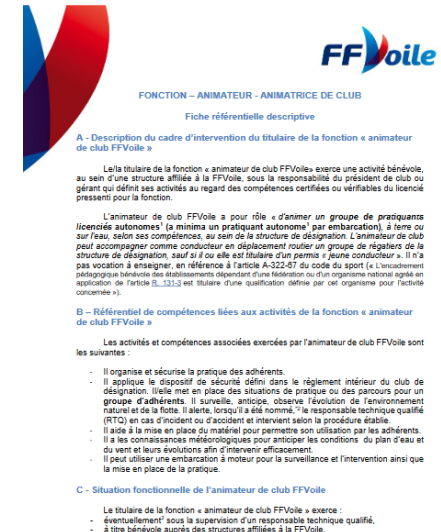 FFVoile
FONCTION – ANIMATEUR - ANIMATRICE DE CLUB
Fiche référentielle descriptive
A - Description du cadre d'intervention du titulaire de la fonction « animateur
de club FFVoile »
Le/la titulaire de la fonction « animateur de club FFVoile» exerce une activité bénévole,
au sein d'une structure affiliée à la FFVoile, sous la responsabilité du président de club ou
gérant qui définit ses activités au regard des compétences certifiées ou vérifiables du licencié
pressenti pour la fonction.
L'animateur de club FFVoile a pour rôle « d'animer un groupe de pratiquants
licenciés autonomes¹ (a minima un pratiquant autonome¹ par embarcation), à terre ou
sur l'eau, selon ses compétences, au sein de la structure de désignation. L'animateur de club
peut accompagner comme conducteur en déplacement routier un groupe de régatiers de la
structure de désignation, sauf si il ou elle est titulaire d'un permis « jeune conducteur ». Il n'a
pas vocation à enseigner, en référence à l'article A-322-67 du code du sport (« L'encadrement
pédagogique bénévole des établissements dépendant d'une fédération ou d'un organisme national agréé en
application de l'article R. 131-3 est titulaire d'une qualification définie par cet organisme pour l'activité
concernée »).
B – Référentiel de compétences liées aux activités de la fonction « animateur
de club FFVoile »
Les activités et compétences associées exercées par l'animateur de club FFVoile sont
les suivantes :
- Il organise et sécurise la pratique des adhérents.
- Il applique le dispositif de sécurité défini dans le règlement intérieur du club de
désignation. Il/elle met en place des situations de pratique ou des parcours pour un
groupe d'adhérents. Il surveille, anticipe, observe l'évolution de l'environnement
naturel et de la flotte. Il alerte, lorsqu'il a été nommé,² le responsable technique qualifié
(RTQ) en cas d'incident ou d'accident et intervient selon la procédure établie.
- Il aide à la mise en place du matériel pour permettre son utilisation par les adhérents.
- Il a les connaissances météorologiques pour anticiper les conditions du plan d'eau et
du vent et leurs évolutions afin d'intervenir efficacement.
- Il peut utiliser une embarcation à moteur pour la surveillance et l'intervention ainsi que
la mise en place de la pratique.
C - Situation fonctionnelle de l'animateur de club FFVoile
Le titulaire de la fonction « animateur de club FFVoile » exerce :
- éventuellement² sous la supervision d'un responsable technique qualifié,
- à titre bénévole auprès des structures affiliées à la FFVoile.